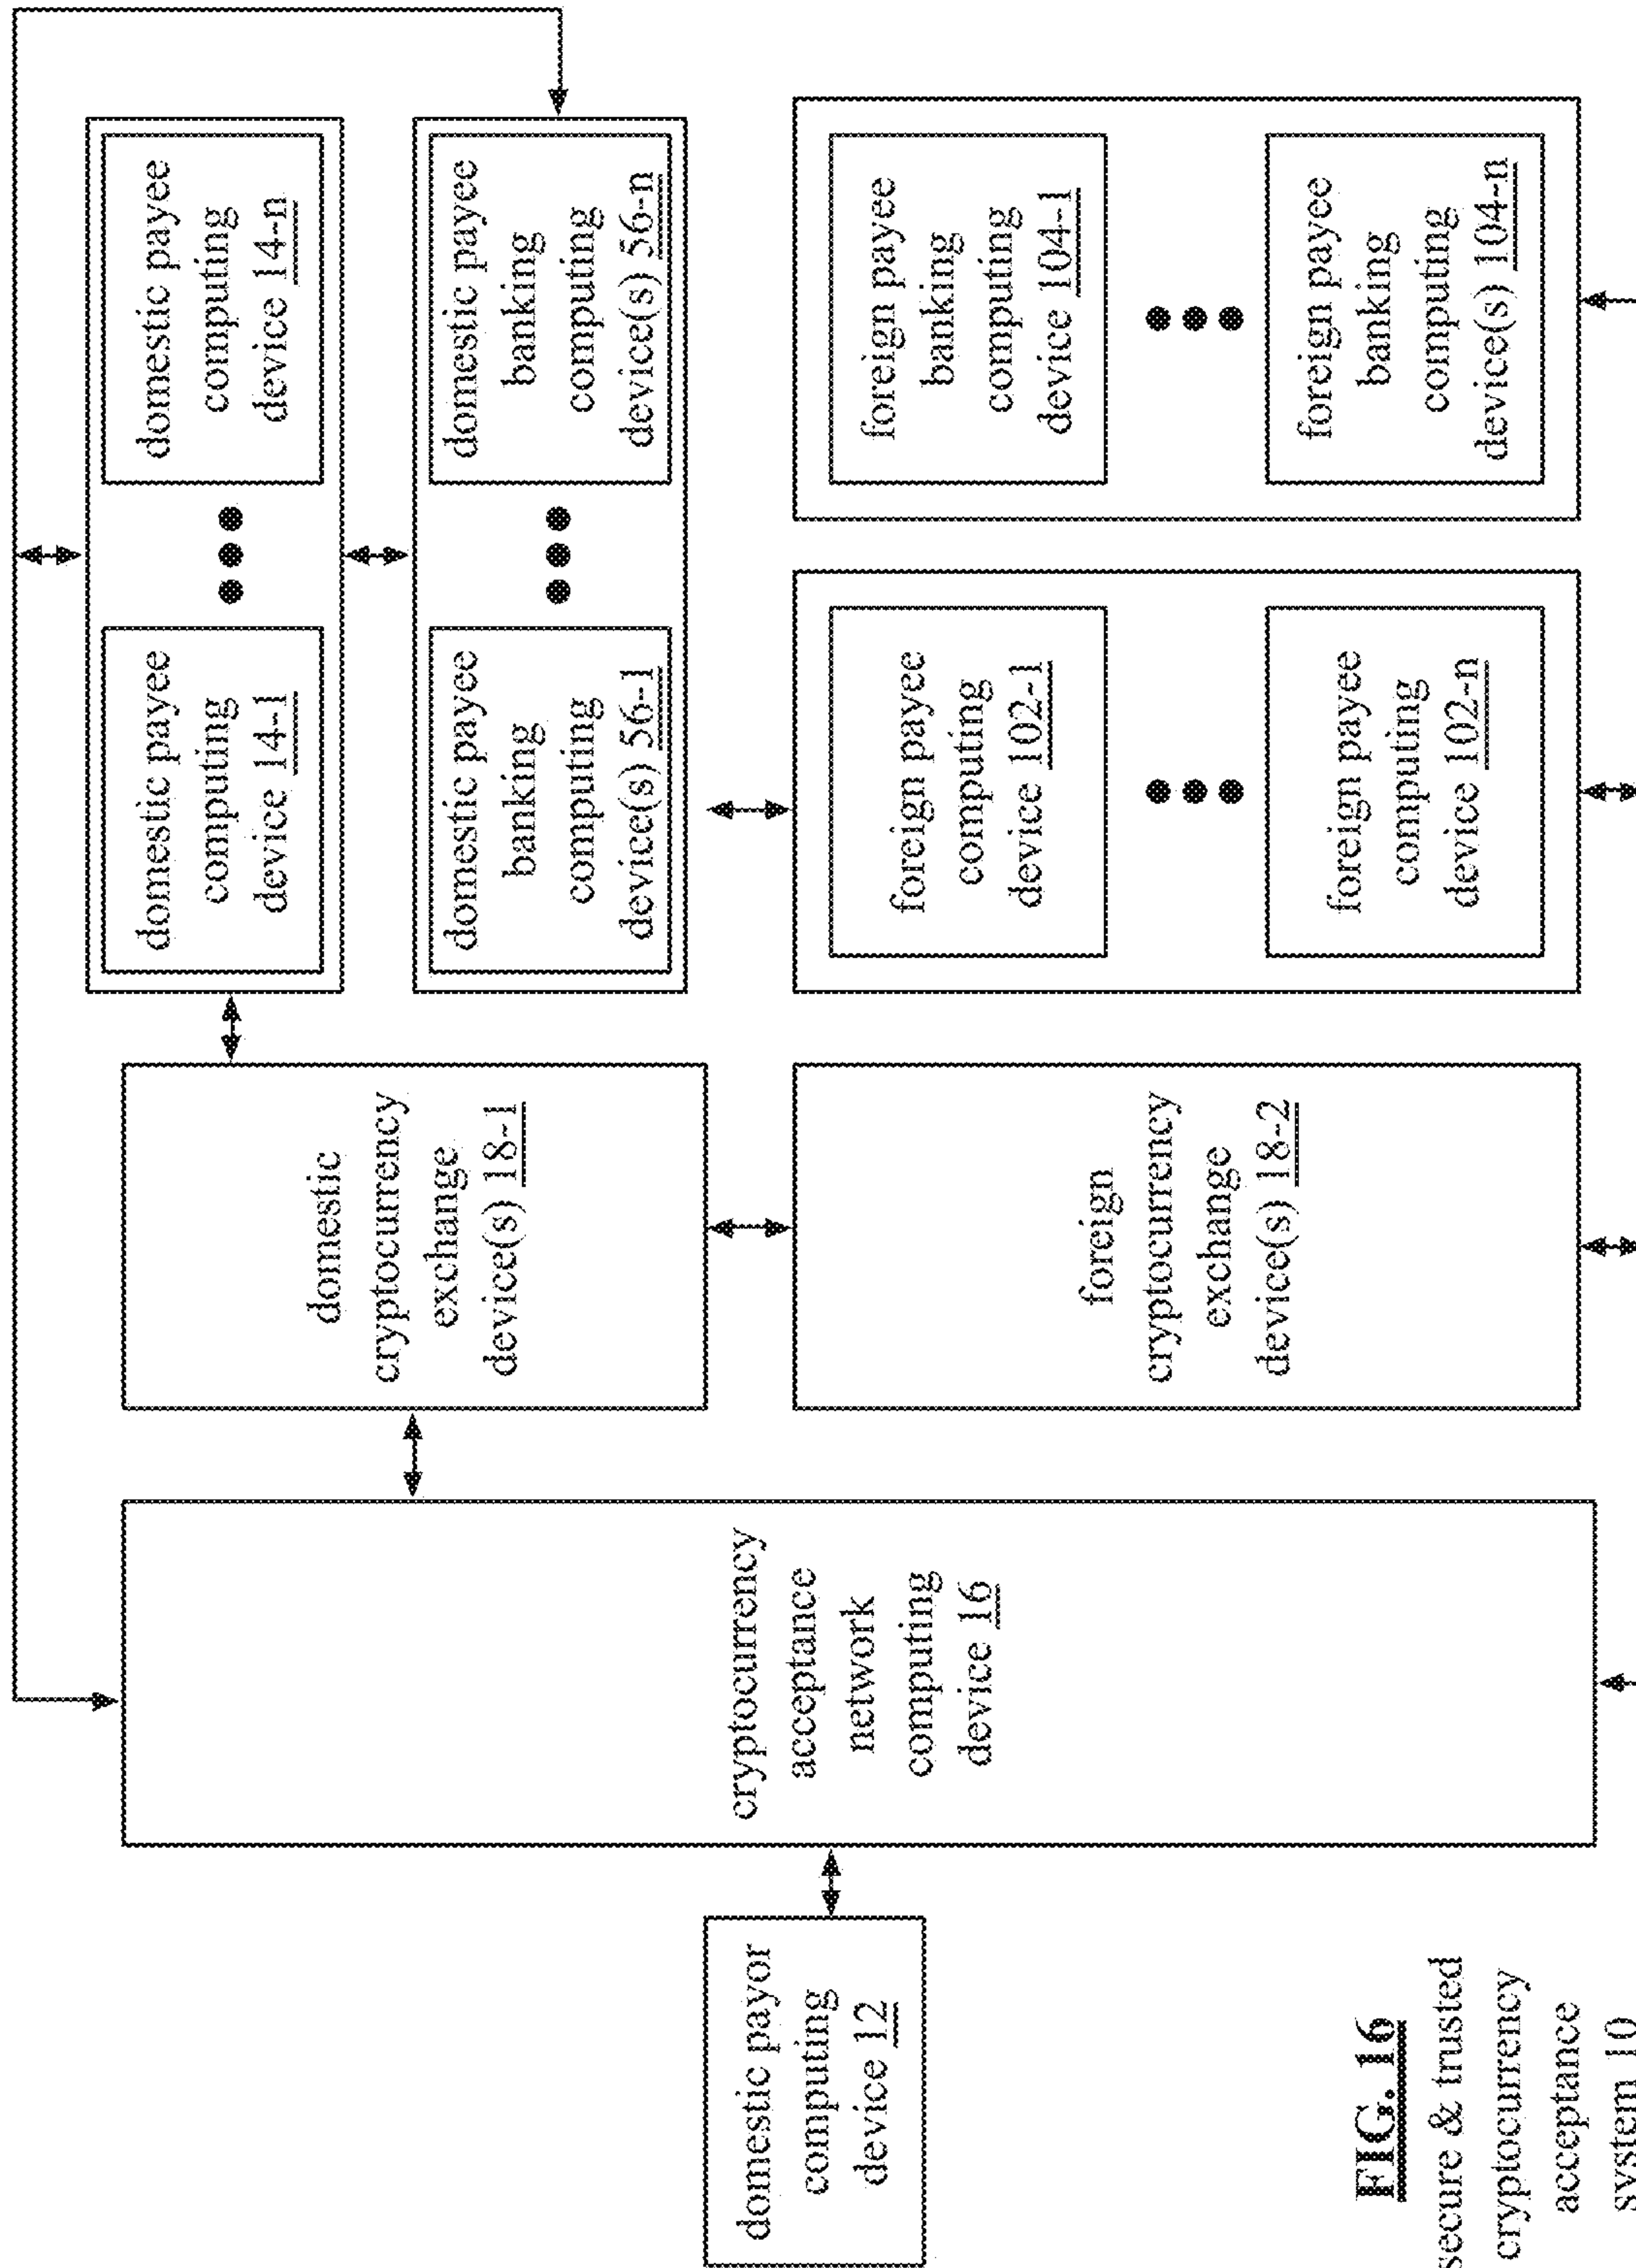 domestic payor
computing
device 12
cryptocurrency
acceptance
network
computing
device 16
domestic
cryptocurrency
exchange
device(s) 18-1
foreign
cryptocurrency
exchange
device(s) 18-2
domestic payee
computing
device 14-1
domestic payee
computing
device 14-n
domestic payee
banking
computing
device(s) 56-1
domestic payee
banking
computing
device(s) 56-n
foreign payee
computing
device 102-1
foreign payee
computing
device 102-n
foreign payee
banking
computing
device 104-1
foreign payee
banking
computing
device(s) 104-n
FIG. 16
secure & trusted
cryptocurrency
acceptance
system 10